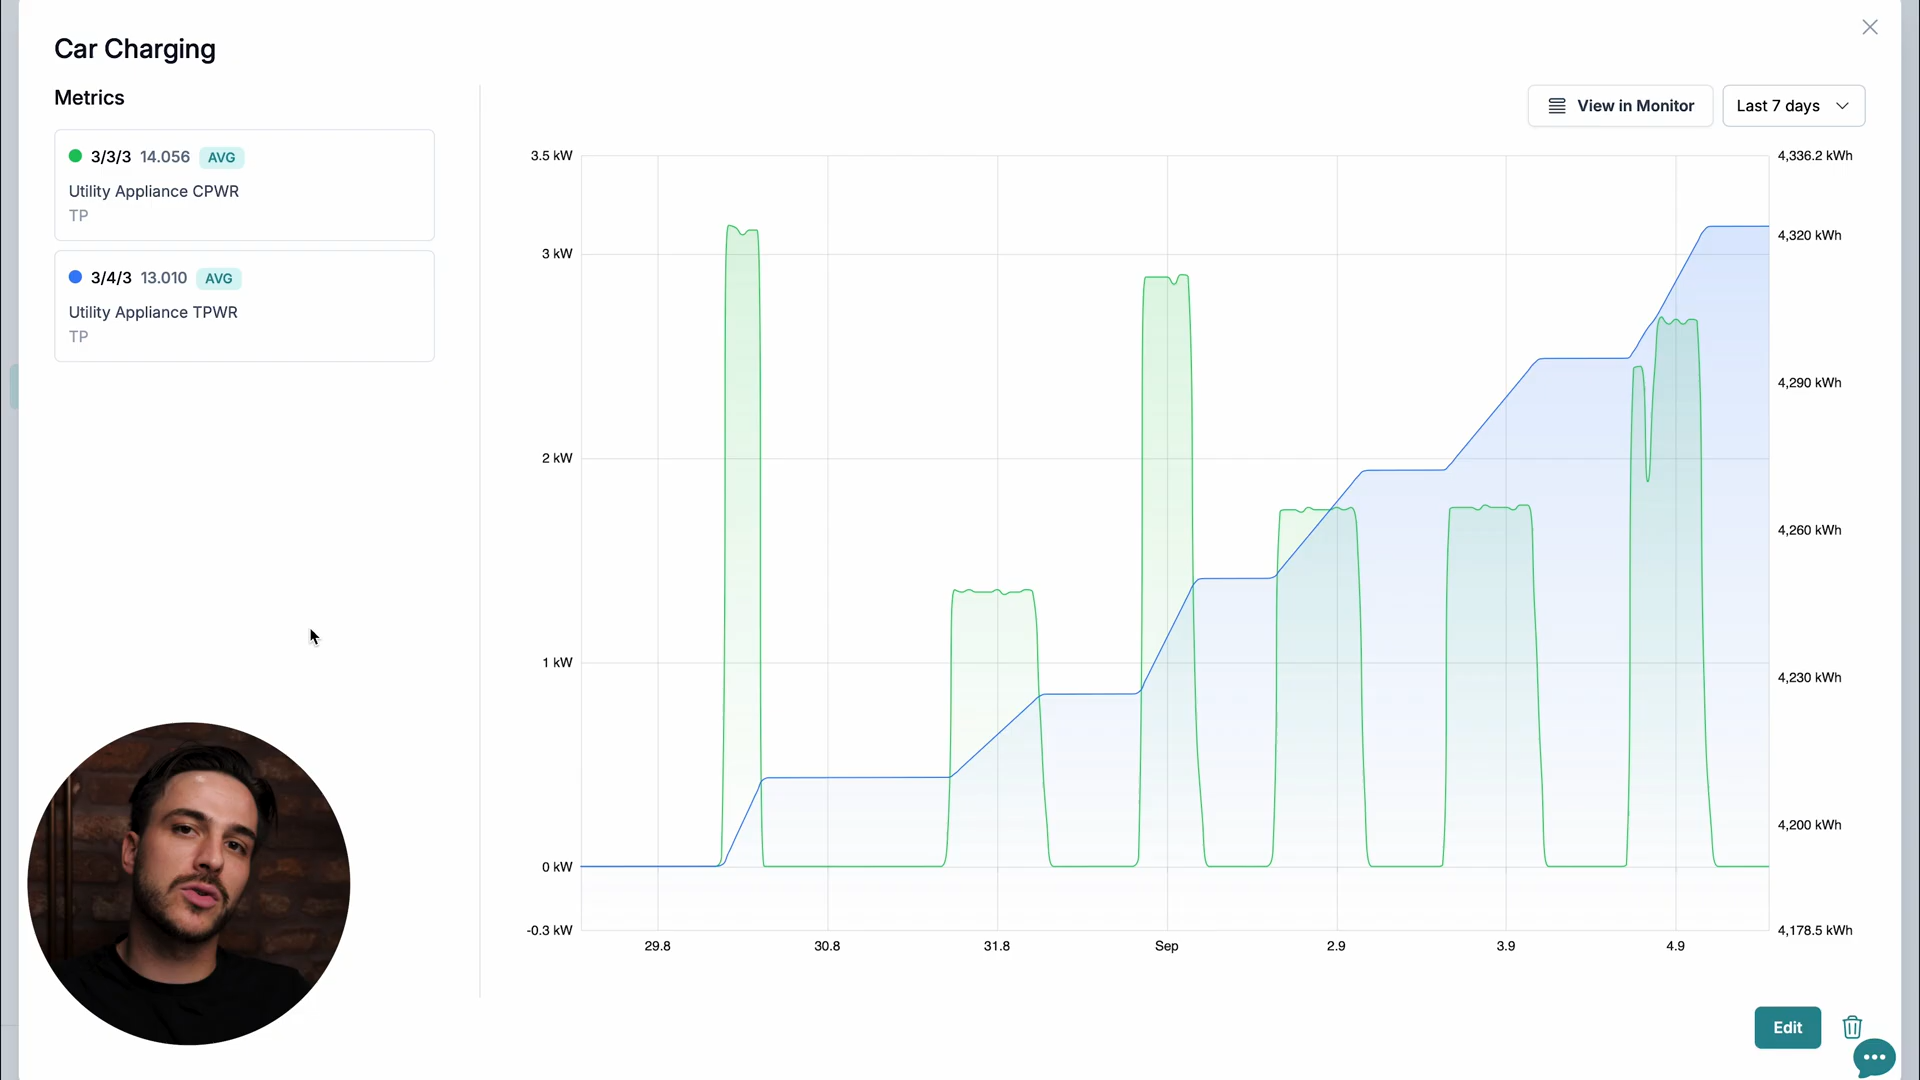 Car Charging
Metrics
3/3/3 14.056 AVG
Utility Appliance CPWR
TP
3/4/3 13.010 AVG
Utility Appliance TPWR
TP
View in Monitor
Last 7 days
3.5 kW
3 kW
2 kW
1 kW
0 kW
-0.3 kW
4,336.2 kWh
4,320 kWh
4,290 kWh
4,260 kWh
4,230 kWh
4,200 kWh
4,178.5 kWh
29.8 30.8 31.8 Sep 2.9 3.9 4.9
Edit